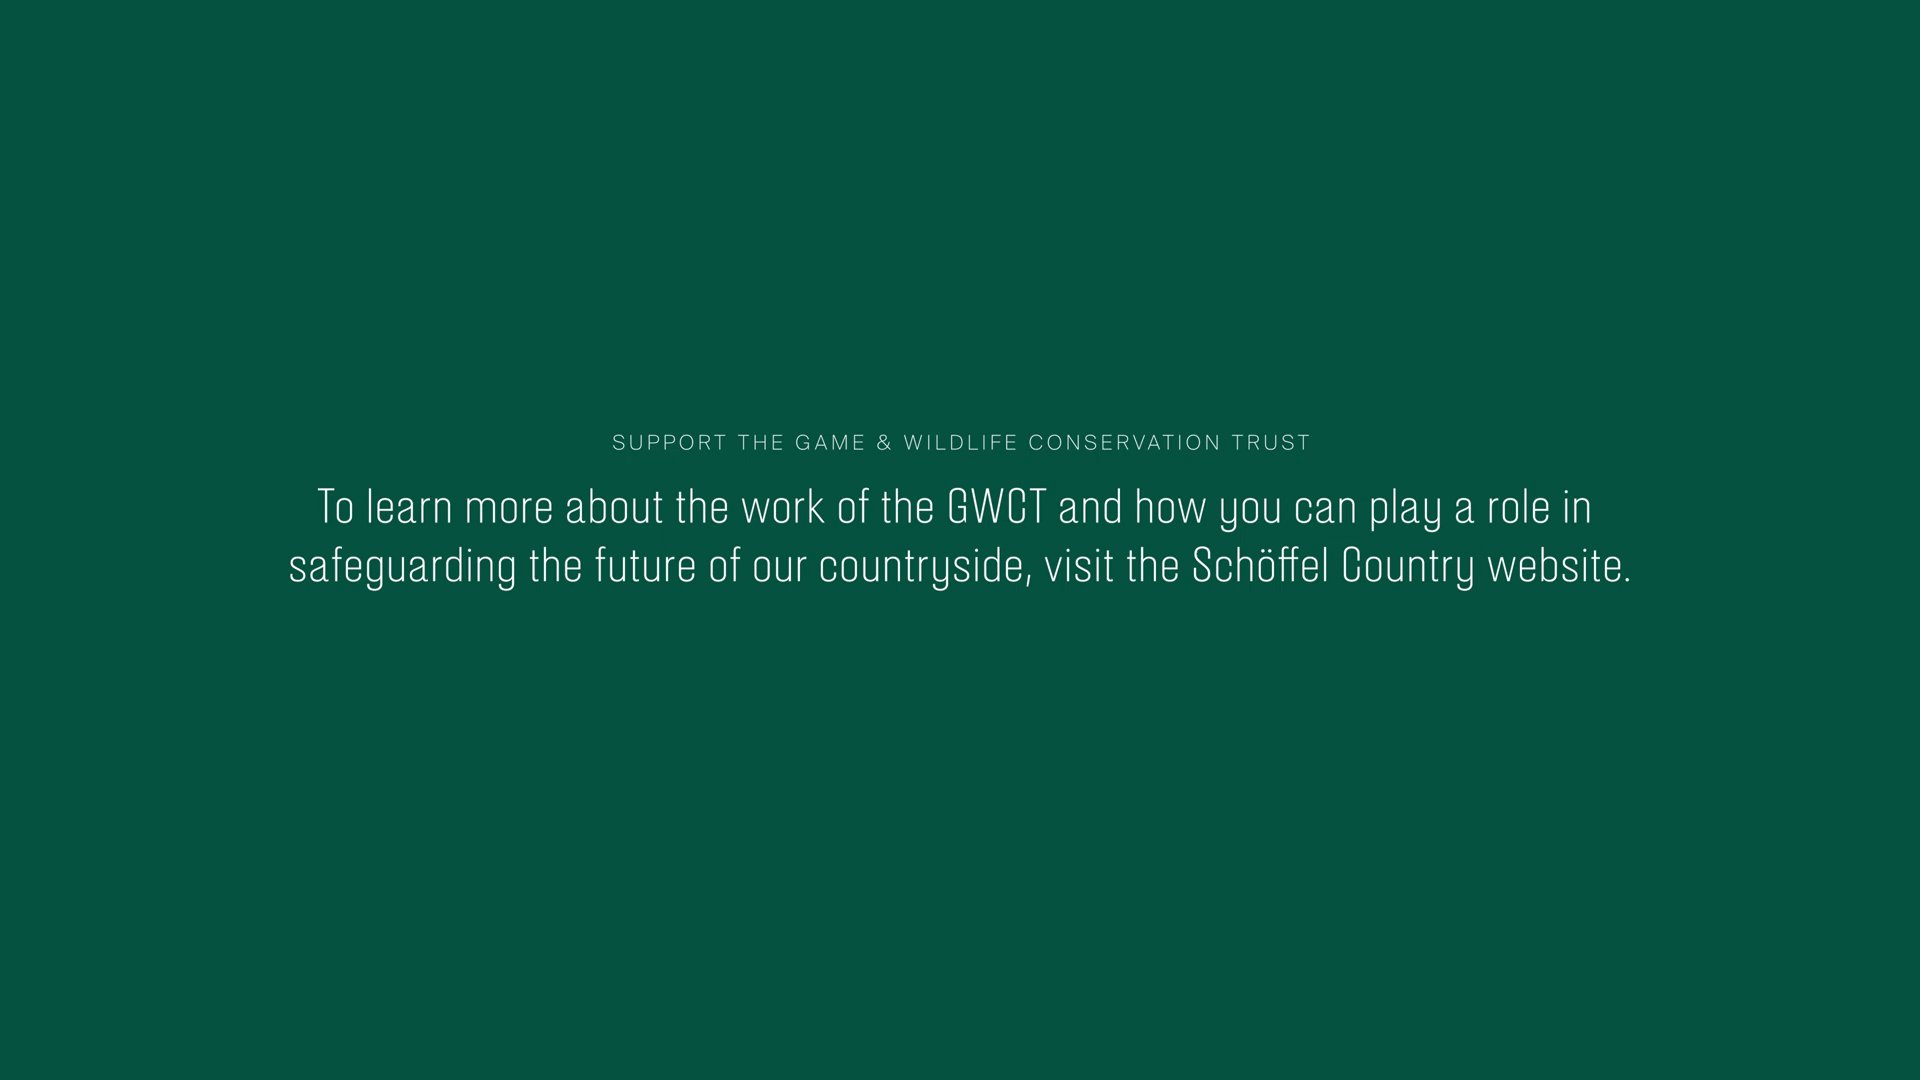 SUPPORT THE GAME & WILDLIFE CONSERVATION TRUST
To learn more about the work of the GWCT and how you can play a role in
safeguarding the future of our countryside, visit the Schöffel Country website.